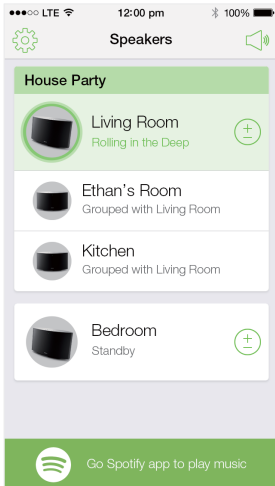 ●●●○○ LTE 12:00 pm 100%
Speakers
House Party
Living Room
Rolling in the Deep
Ethan's Room
Grouped with Living Room
Kitchen
Grouped with Living Room
Bedroom
Standby
Go Spotify app to play music